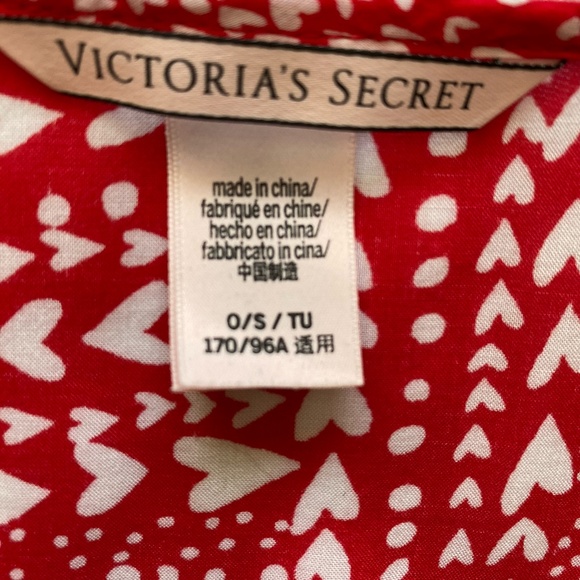 VICTORIA'S SECRET
made in china/
fabriqué en chine/
hecho en china/
fabbricato in cina/
中国制造
O/S / TU
170/96A 适用